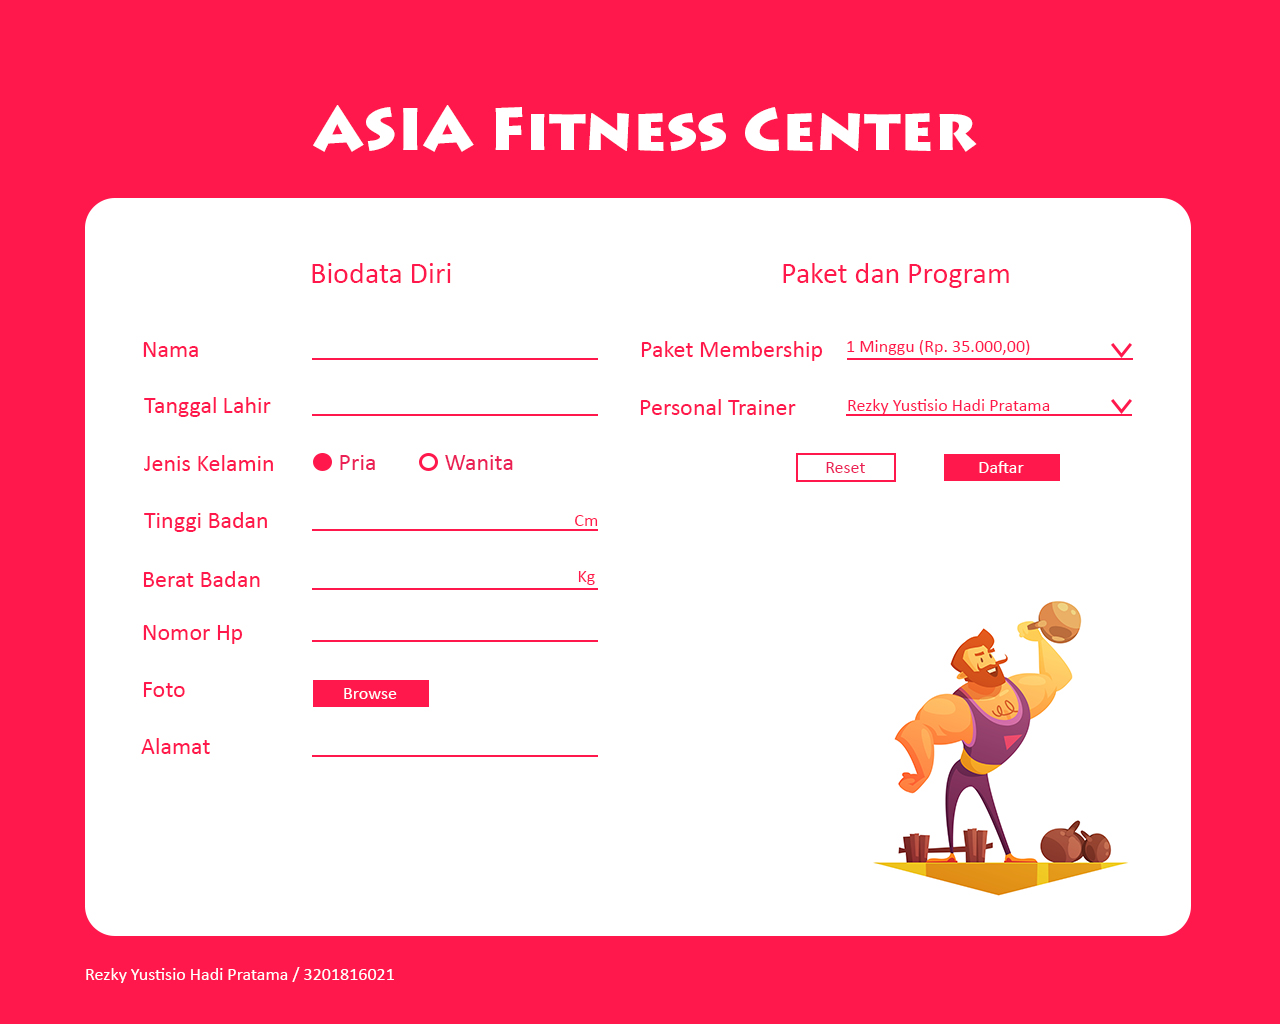 ASIA FITNESS CENTER
Biodata Diri
Nama
Tanggal Lahir
Jenis Kelamin Pria Wanita
Tinggi Badan Cm
Berat Badan Kg
Nomor Hp
Foto Browse
Alamat
Paket dan Program
Paket Membership 1 Minggu (Rp. 35.000,00)
Personal Trainer Rezky Yustisio Hadi Pratama
Reset Daftar
Rezky Yustisio Hadi Pratama / 3201816021